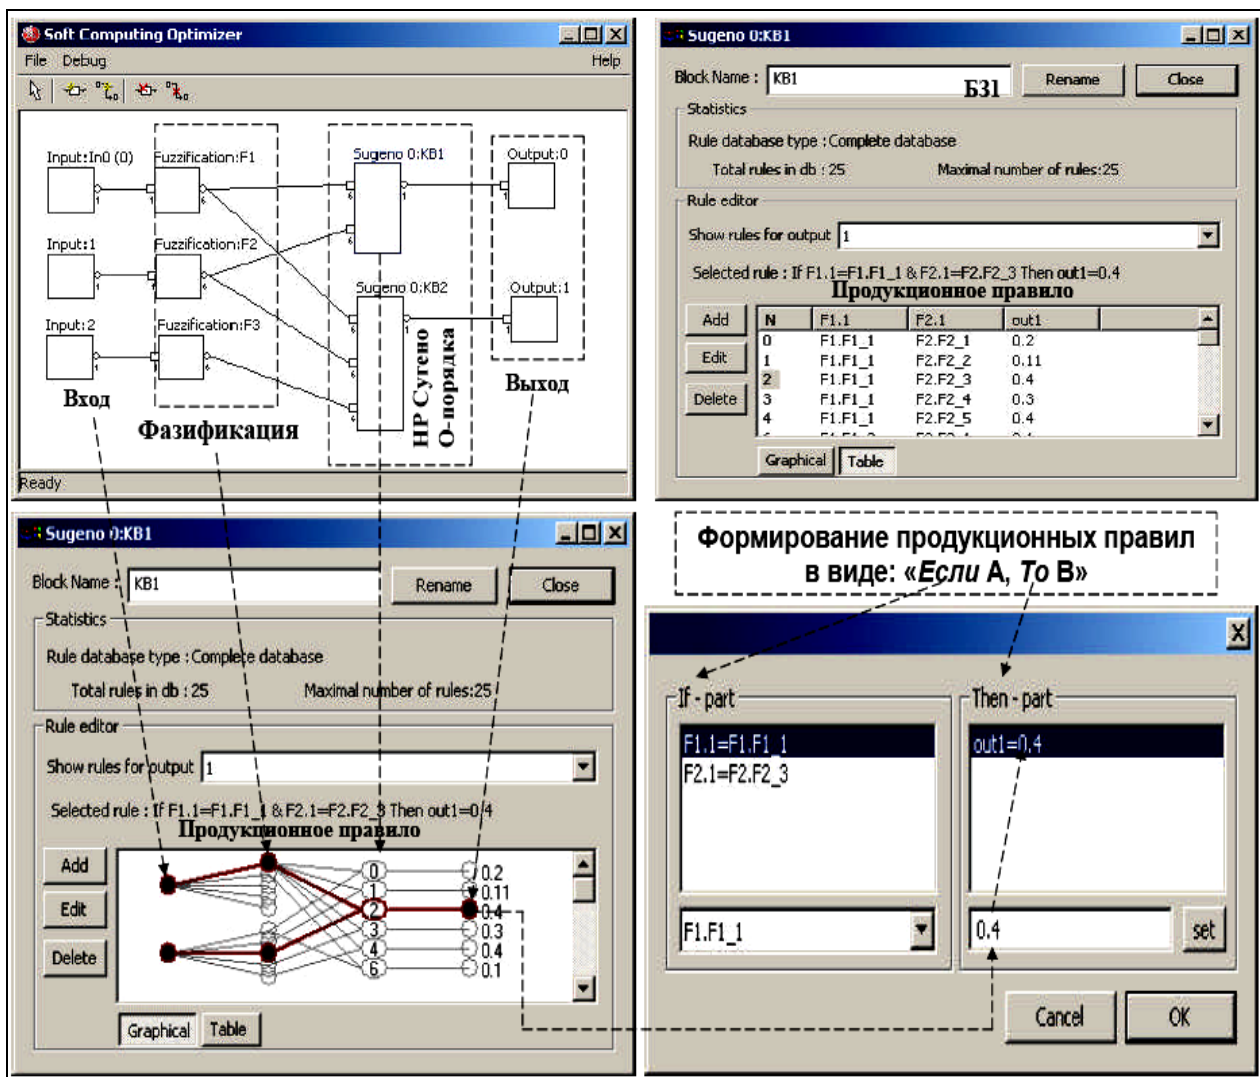 Soft Computing Optimizer
File Debug Help
Input:In0 (0) Fuzzification:F1 Sugeno 0:KB1 Output:0
Input:1 Fuzzification:F2
Sugeno 0:KB2 Output:1
Input:2 Fuzzification:F3
Вход
Фазификация
НР Сугено
О-порядка
Выход
Ready
Sugeno 0:KB1
Block Name : KB1 БЗ1 Rename Close
Statistics
Rule database type : Complete database
Total rules in db : 25 Maximal number of rules:25
Rule editor
Show rules for output 1
Selected rule : If F1.1=F1.F1_1 & F2.1=F2.F2_3 Then out1=0.4
Продукционное правило
Add
Edit
Delete
N F1.1 F2.1 out1
0 F1.F1_1 F2.F2_1 0.2
1 F1.F1_1 F2.F2_2 0.11
2 F1.F1_1 F2.F2_3 0.4
3 F1.F1_1 F2.F2_4 0.3
4 F1.F1_1 F2.F2_5 0.4
Graphical Table
Sugeno 0:KB1
Block Name : KB1 Rename Close
Statistics
Rule database type : Complete database
Total rules in db : 25 Maximal number of rules:25
Rule editor
Show rules for output 1
Selected rule : If F1.1=F1.F1_1 & F2.1=F2.F2_3 Then out1=0.4
Продукционное правило
Add
Edit
Delete
0 0.2
1 0.11
2 0.4
3 0.3
4 0.4
6 0.1
Graphical Table
Формирование продукционных правил
в виде: «Если А, То В»
If - part
F1.1=F1.F1_1
F2.1=F2.F2_3
F1.F1_1
Then - part
out1=0.4
0.4 set
Cancel OK